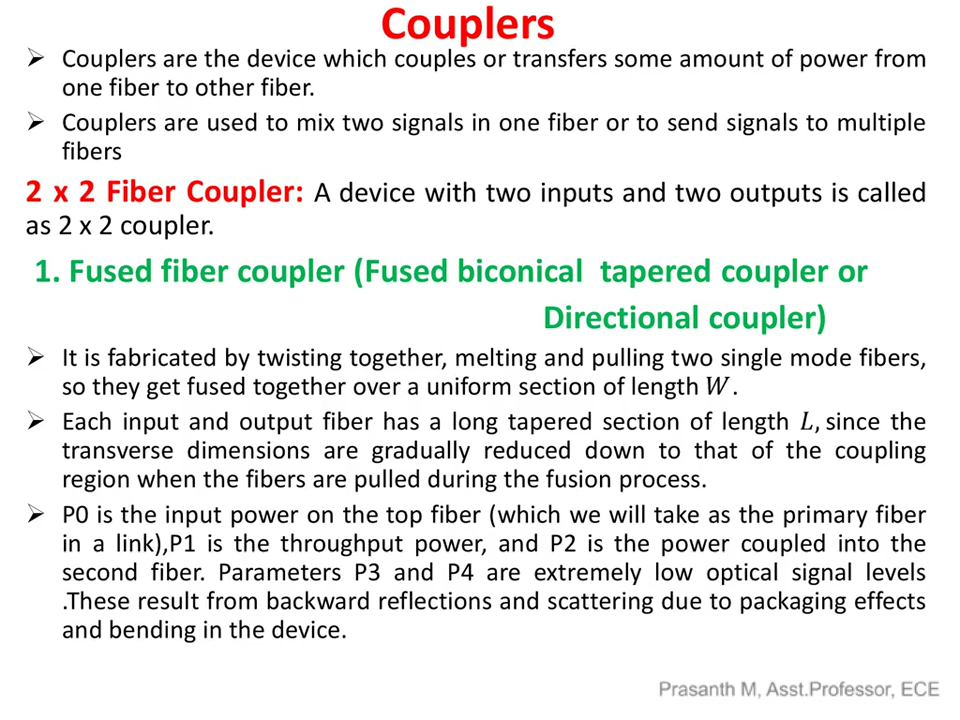 Couplers
➢ Couplers are the device which couples or transfers some amount of power from
one fiber to other fiber.
➢ Couplers are used to mix two signals in one fiber or to send signals to multiple
fibers
2 x 2 Fiber Coupler: A device with two inputs and two outputs is called
as 2 x 2 coupler.
1. Fused fiber coupler (Fused biconical tapered coupler or
Directional coupler)
➢ It is fabricated by twisting together, melting and pulling two single mode fibers,
so they get fused together over a uniform section of length W.
➢ Each input and output fiber has a long tapered section of length L, since the
transverse dimensions are gradually reduced down to that of the coupling
region when the fibers are pulled during the fusion process.
➢ P0 is the input power on the top fiber (which we will take as the primary fiber
in a link),P1 is the throughput power, and P2 is the power coupled into the
second fiber. Parameters P3 and P4 are extremely low optical signal levels
.These result from backward reflections and scattering due to packaging effects
and bending in the device.
Prasanth M, Asst.Professor, ECE